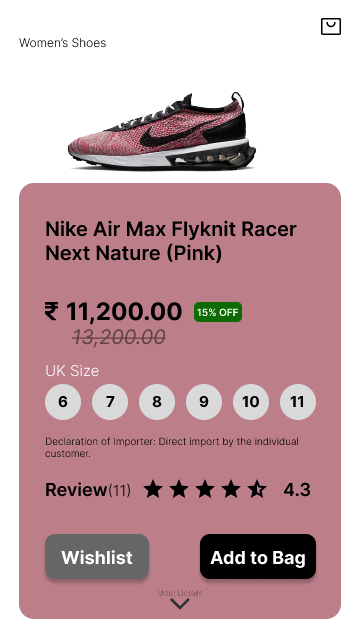 Women's Shoes
Nike Air Max Flyknit Racer
Next Nature (Pink)
₹ 11,200.00 15% OFF
13,200.00
UK Size
6 7 8 9 10 11
Declaration of Importer: Direct import by the individual
customer.
Review(11) 4.3
Wishlist Add to Bag
More Details